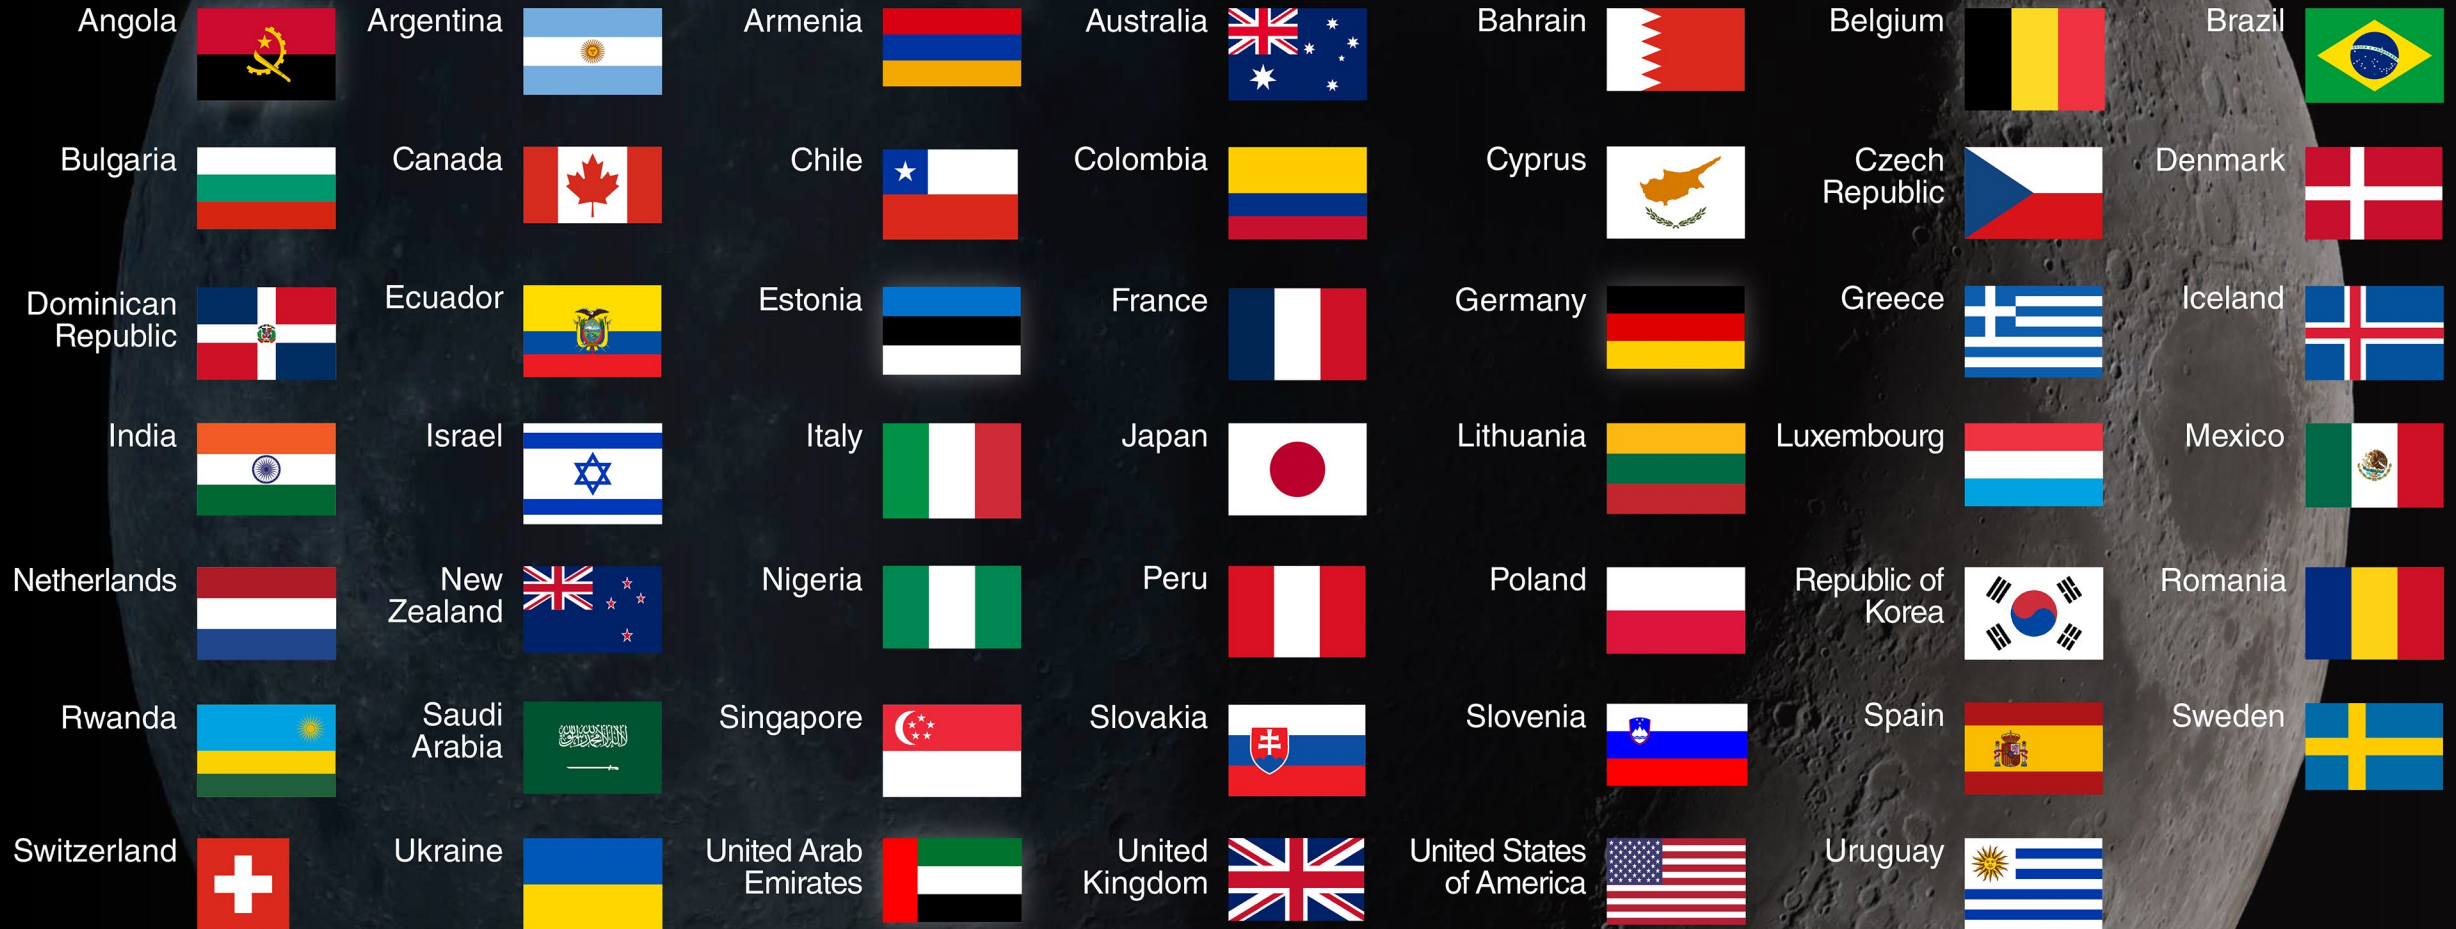 Angola
Argentina
Armenia
Australia
Bahrain
Belgium
Brazil
Bulgaria
Canada
Chile
Colombia
Cyprus
Czech
Republic
Denmark
Dominican
Republic
Ecuador
Estonia
France
Germany
Greece
Iceland
India
Israel
Italy
Japan
Lithuania
Luxembourg
Mexico
Netherlands
New
Zealand
Nigeria
Peru
Poland
Republic of
Korea
Romania
Rwanda
Saudi
Arabia
Singapore
Slovakia
Slovenia
Spain
Sweden
Switzerland
Ukraine
United Arab
Emirates
United
Kingdom
United States
of America
Uruguay